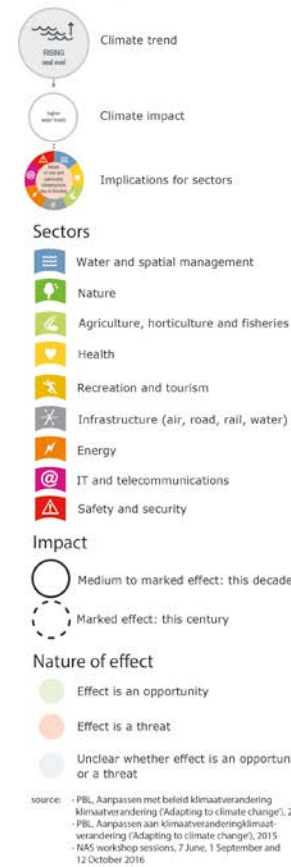 RISING
Climate trend
higher
Climate impact
Implications for sectors
Sectors
Water and spatial management
Nature
Agriculture, horticulture and fisheries
Health
Recreation and tourism
Infrastructure (air, road, rail, water)
Energy
@ IT and telecommunications
Safety and security
Impact
Medium to marked effect: this decade
Marked effect: this century
Nature of effect
Effect is an opportunity
Effect is a threat
Unclear whether effect is an opportun
or a threat
source: - PBL, Aanpassen met beleid klimaatverandering
klimaatverandering ('Adapting to climate change'), 2
- PBL, Aanpassen aan klimaatveranderingklimaat-
verandering ('Adapting to climate change'), 2015
- NAS workshop sessions, 7 June, 1 September and
12 October 2016